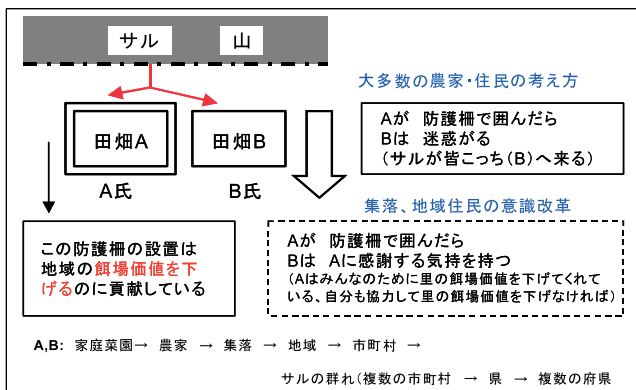 サル 山
大多数の農家・住民の考え方
田畑A 田畑B
A氏 B氏
Aが 防護柵で囲んだら
Bは 迷惑がる
(サルが皆こっち(B)へ来る)
集落、地域住民の意識改革
この防護柵の設置は
地域の餌場価値を下
げるのに貢献している
Aが 防護柵で囲んだら
Bは Aに感謝する気持を持つ
(Aはみんなのために里の餌場価値を下げてくれて
いる、自分も協力して里の餌場価値を下げなければ)
A,B: 家庭菜園→ 農家 → 集落 → 地域 → 市町村 →
サルの群れ(複数の市町村 → 県 → 複数の府県